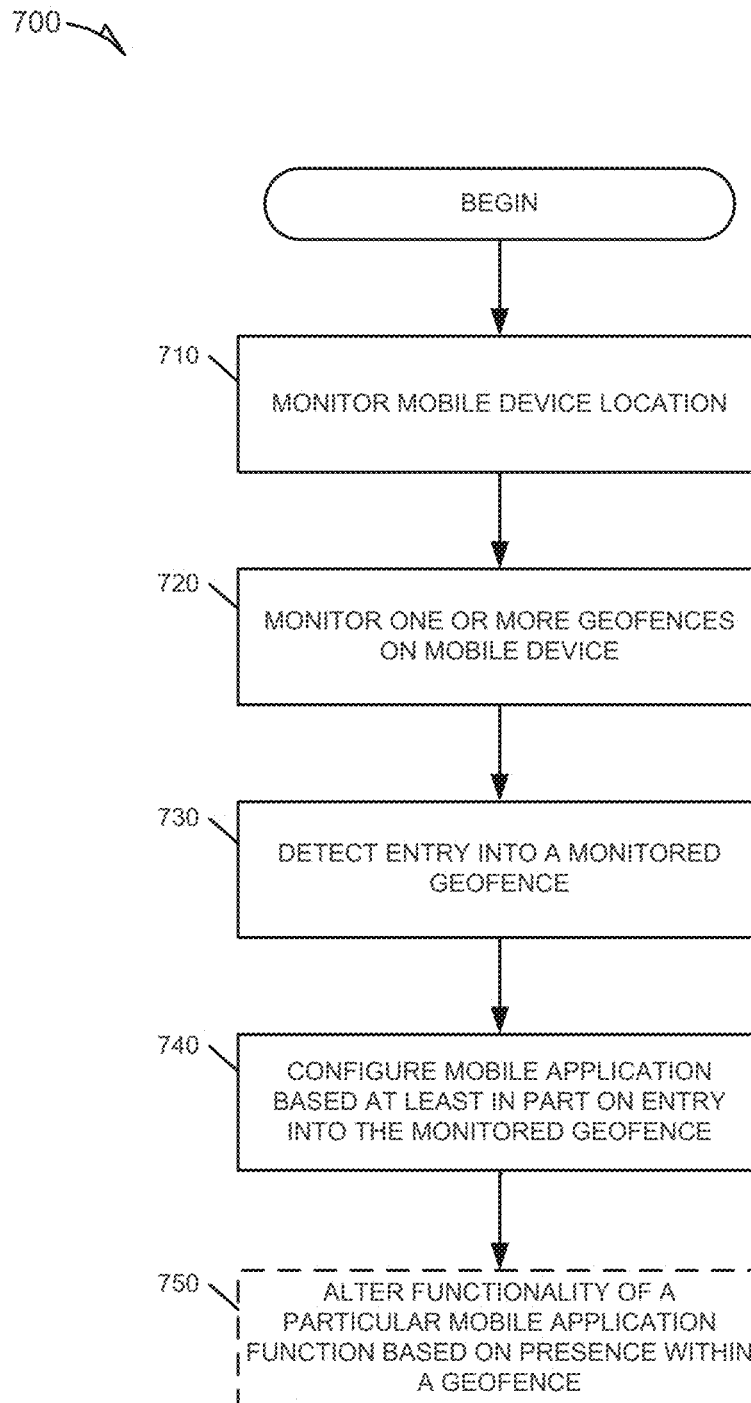 700
BEGIN
710
MONITOR MOBILE DEVICE LOCATION
720
MONITOR ONE OR MORE GEOFENCES
ON MOBILE DEVICE
730
DETECT ENTRY INTO A MONITORED
GEOFENCE
740
CONFIGURE MOBILE APPLICATION
BASED AT LEAST IN PART ON ENTRY
INTO THE MONITORED GEOFENCE
750
ALTER FUNCTIONALITY OF A
PARTICULAR MOBILE APPLICATION
FUNCTION BASED ON PRESENCE WITHIN
A GEOFENCE